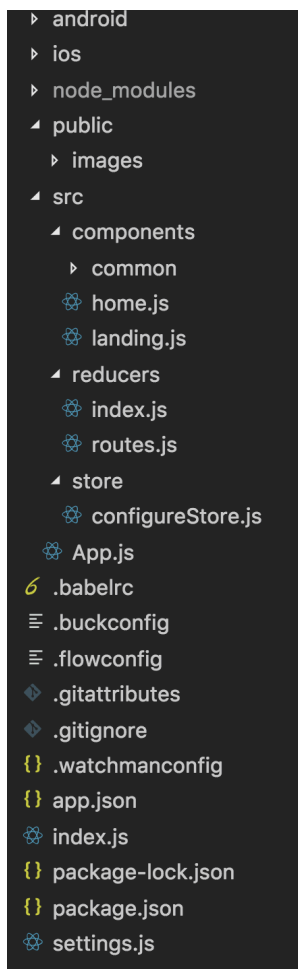 android
ios
node_modules
public
images
src
components
common
home.js
landing.js
reducers
index.js
routes.js
store
configureStore.js
App.js
.babelrc
.buckconfig
.flowconfig
.gitattributes
.gitignore
.watchmanconfig
app.json
index.js
package-lock.json
package.json
settings.js